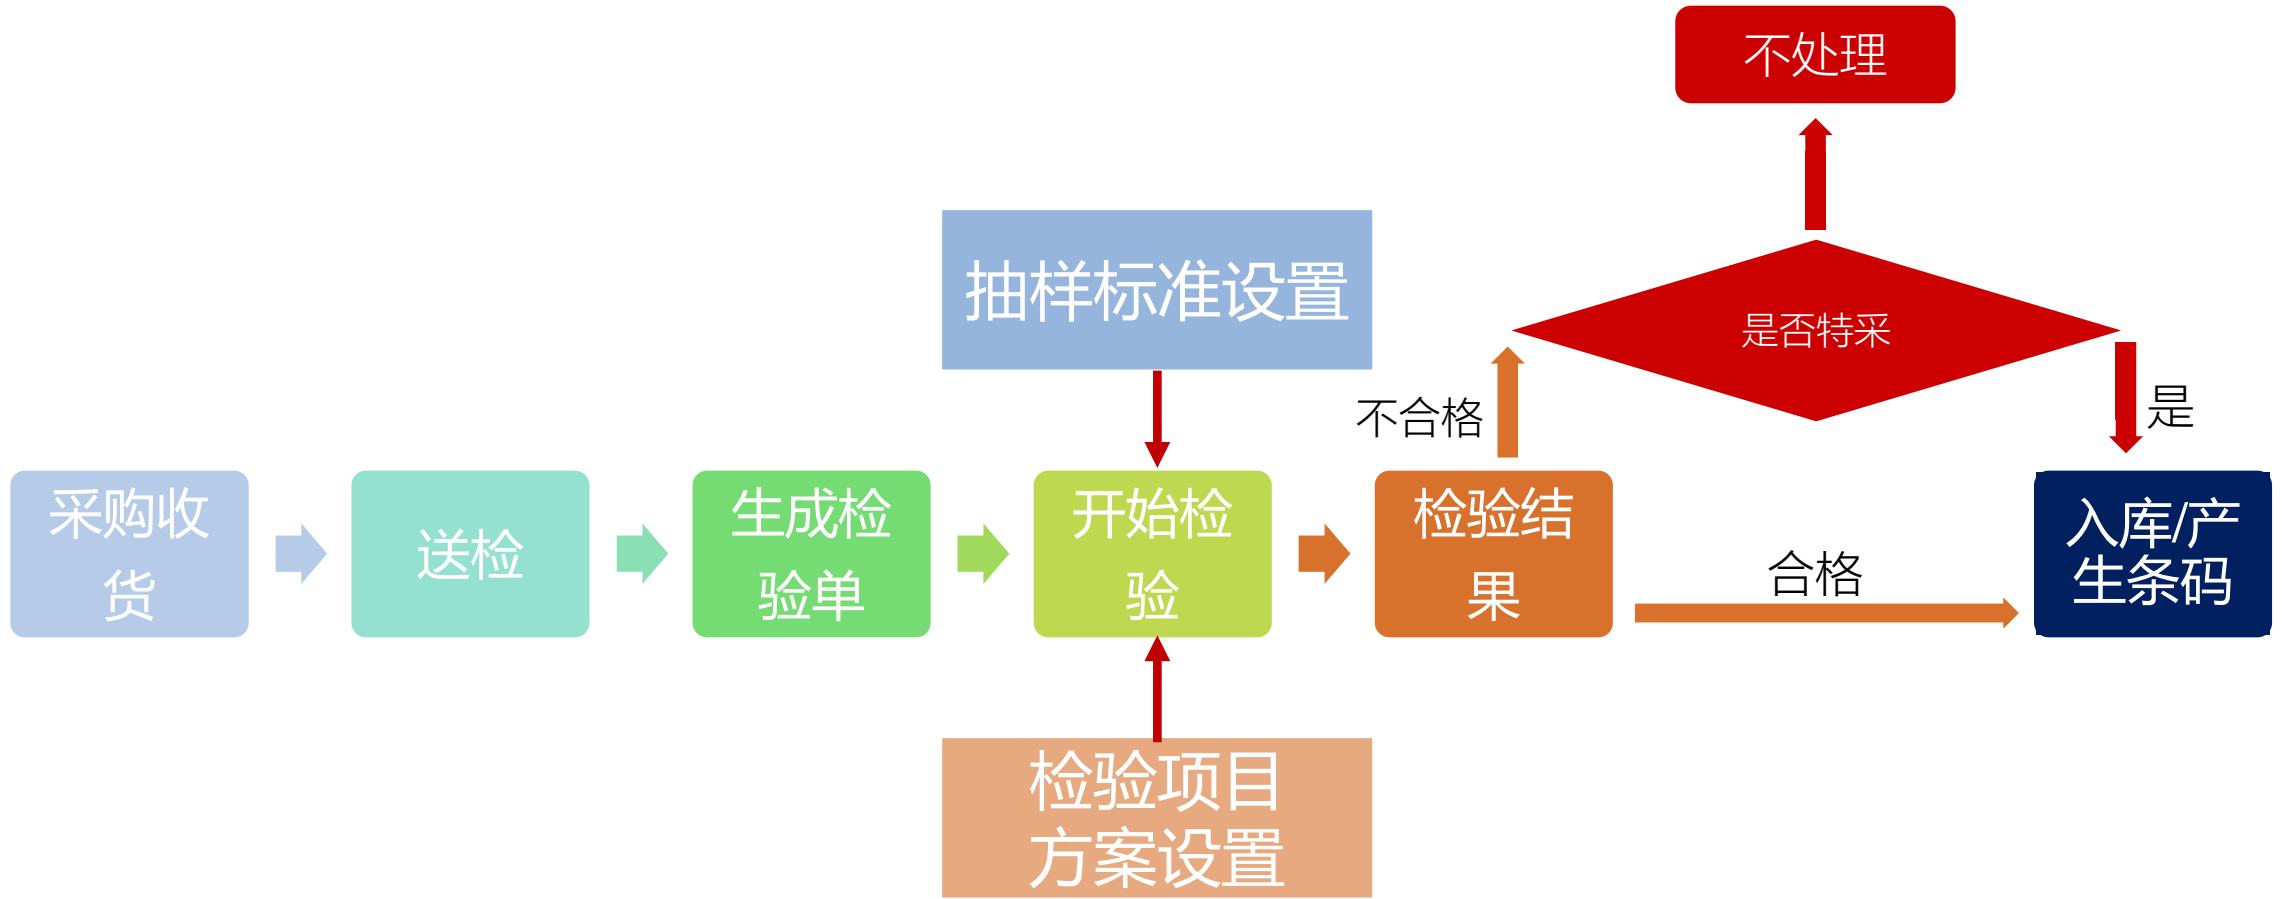 不处理
抽样标准设置
是否特采
不合格
是
采购收
货
送检
生成检
验单
开始检
验
检验结
果
合格
入库/产
生条码
检验项目
方案设置